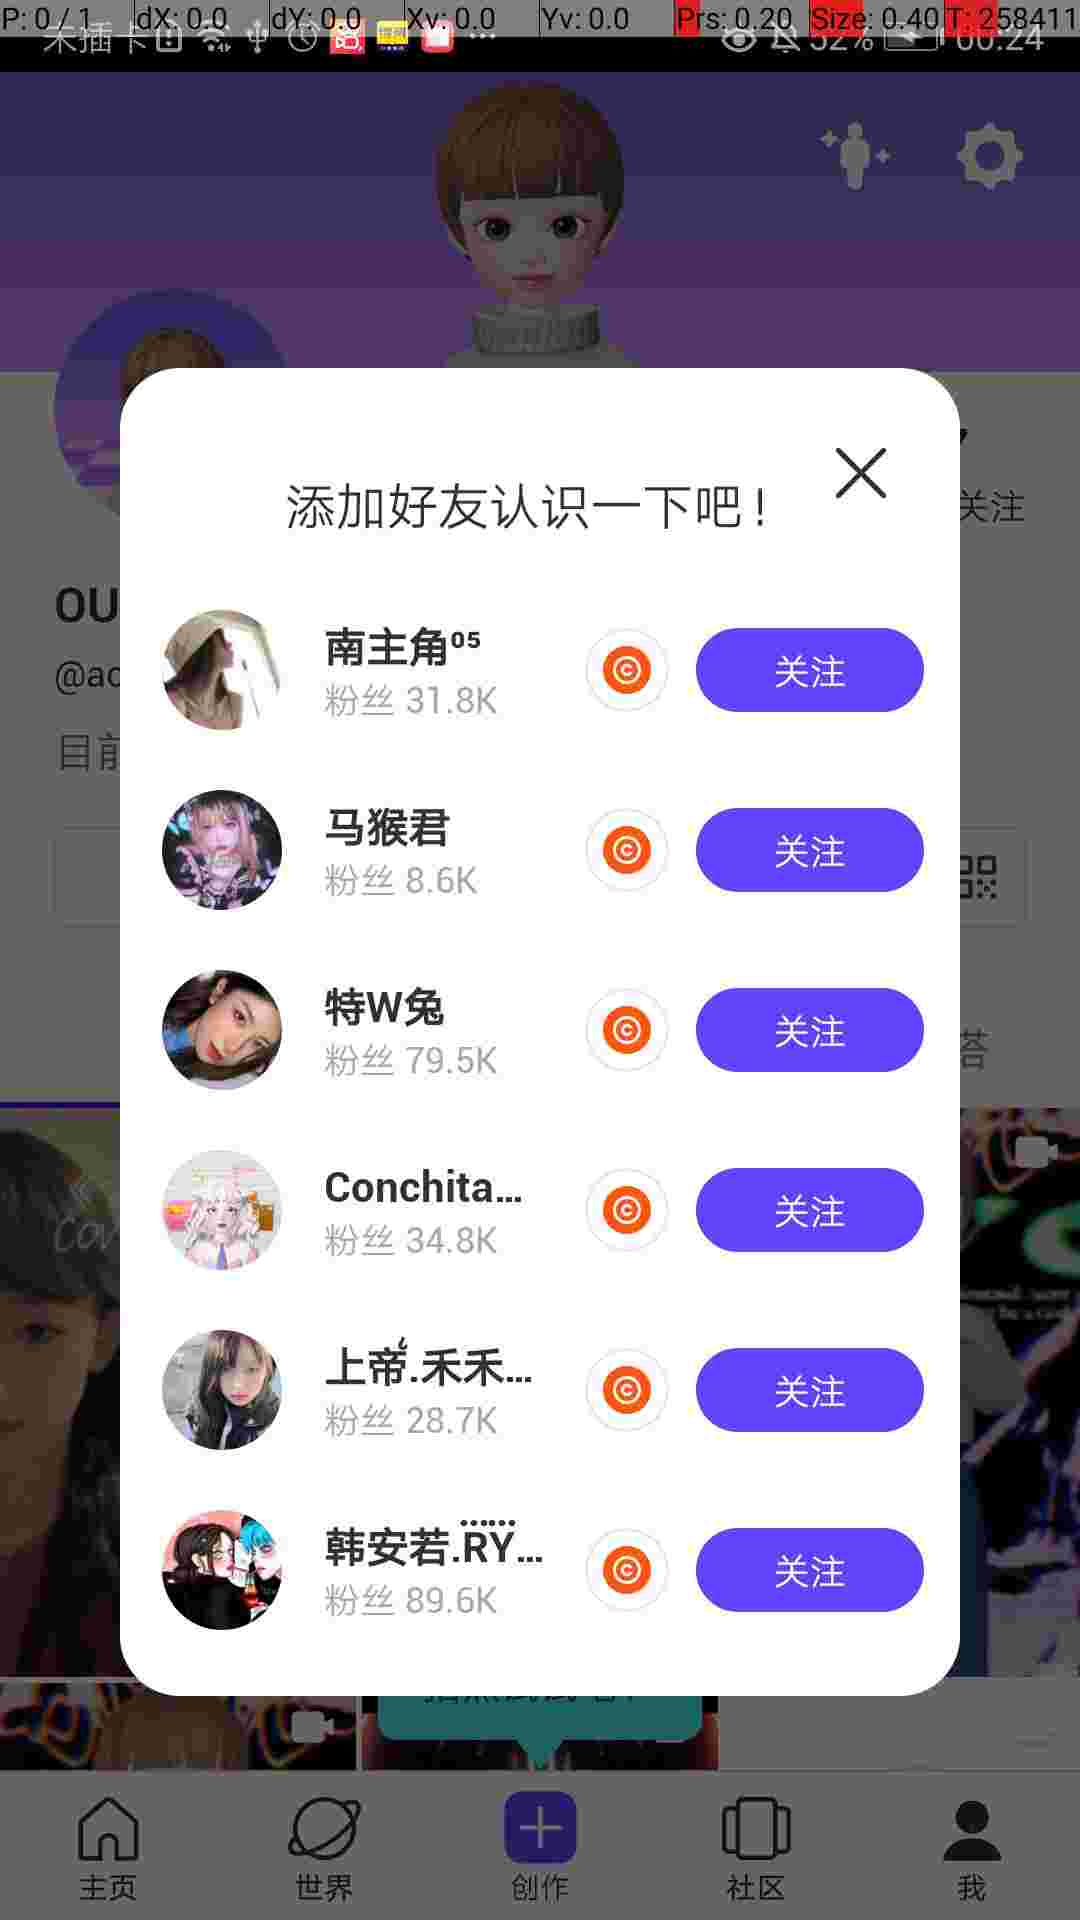 P: 0 / 1 dX: 0.0 dY: 0.0 Xv: 0.0 Yv: 0.0 Prs: 0.20 Size: 0.40 T: 258411
未插卡 52% 00:24
添加好友认识一下吧！
关注
OU
@ac
目前
南主角⁰⁵
粉丝 31.8K
关注
马猴君
粉丝 8.6K
关注
特W兔
粉丝 79.5K
关注
答
Conchita...
粉丝 34.8K
关注
上帝.禾禾...
粉丝 28.7K
关注
韩安若.RY...
粉丝 89.6K
关注
主页 世界 创作 社区 我